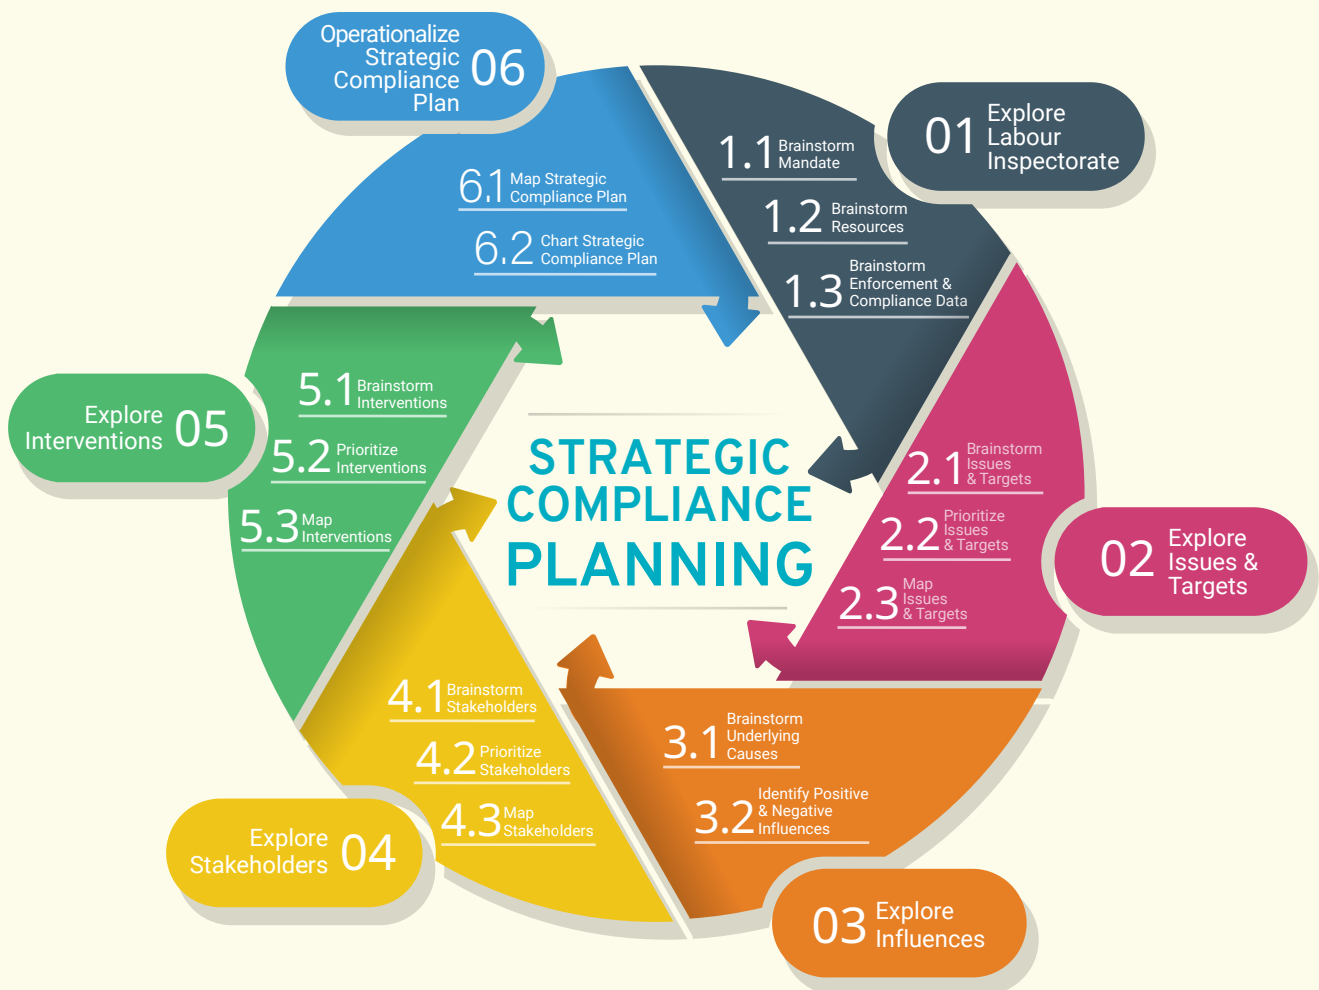 STRATEGIC
COMPLIANCE
PLANNING
01
Explore
Labour
Inspectorate
1.1 Brainstorm
Mandate
1.2 Brainstorm
Resources
1.3 Brainstorm
Enforcement &
Compliance Data
02
Explore
Issues &
Targets
2.1 Brainstorm
Issues
& Targets
2.2 Prioritize
Issues
& Targets
2.3 Map
Issues
& Targets
03
Explore
Influences
3.1 Brainstorm
Underlying
Causes
3.2 Identify Positive
& Negative
Influences
04
Explore
Stakeholders
4.1 Brainstorm
Stakeholders
4.2 Prioritize
Stakeholders
4.3 Map
Stakeholders
05
Explore
Interventions
5.1 Brainstorm
Interventions
5.2 Prioritize
Interventions
5.3 Map
Interventions
06
Operationalize
Strategic
Compliance
Plan
6.1 Map Strategic
Compliance Plan
6.2 Chart Strategic
Compliance Plan